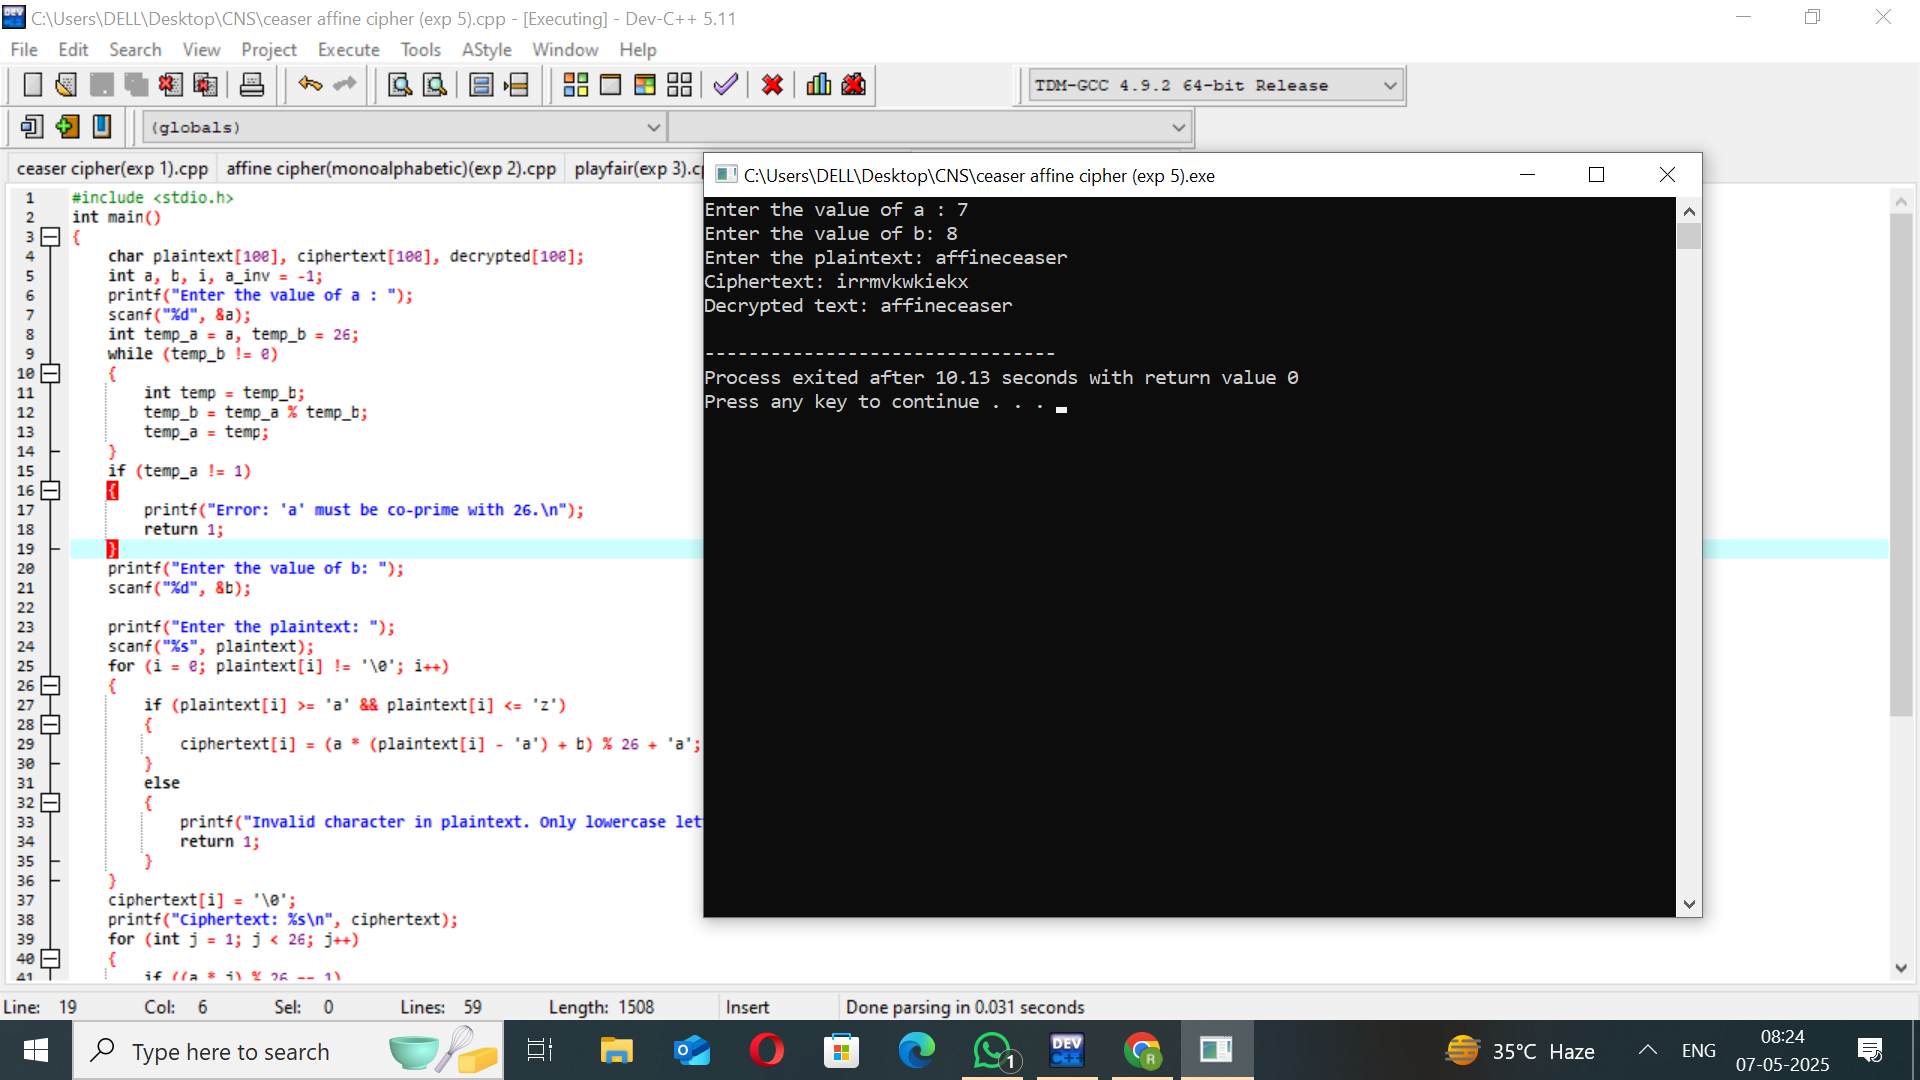 C:\Users\DELL\Desktop\CNS\ceaser affine cipher (exp 5).cpp - [Executing] - Dev-C++ 5.11
File Edit Search View Project Execute Tools AStyle Window Help
TDM-GCC 4.9.2 64-bit Release
(globals)
ceaser cipher(exp 1).cpp affine cipher(monoalphabetic)(exp 2).cpp playfair(exp 3).c
1 #include <stdio.h>
2 int main()
3 {
4 char plaintext[100], ciphertext[100], decrypted[100];
5 int a, b, i, a_inv = -1;
6 printf("Enter the value of a : ");
7 scanf("%d", &a);
8 int temp_a = a, temp_b = 26;
9 while (temp_b != 0)
10 {
11 int temp = temp_b;
12 temp_b = temp_a % temp_b;
13 temp_a = temp;
14 }
15 if (temp_a != 1)
16 {
17 printf("Error: 'a' must be co-prime with 26.\n");
18 return 1;
19 }
20 printf("Enter the value of b: ");
21 scanf("%d", &b);
22
23 printf("Enter the plaintext: ");
24 scanf("%s", plaintext);
25 for (i = 0; plaintext[i] != '\0'; i++)
26 {
27 if (plaintext[i] >= 'a' && plaintext[i] <= 'z')
28 {
29 ciphertext[i] = (a * (plaintext[i] - 'a') + b) % 26 + 'a';
30 }
31 else
32 {
33 printf("Invalid character in plaintext. Only lowercase let
34 return 1;
35 }
36 }
37 ciphertext[i] = '\0';
38 printf("Ciphertext: %s\n", ciphertext);
39 for (int j = 1; j < 26; j++)
40 {
41 if ((a * j) % 26 == 1)
C:\Users\DELL\Desktop\CNS\ceaser affine cipher (exp 5).exe
Enter the value of a : 7
Enter the value of b: 8
Enter the plaintext: affineceaser
Ciphertext: irrmvkwkiekx
Decrypted text: affineceaser
--------------------------------
Process exited after 10.13 seconds with return value 0
Press any key to continue . . .
Line: 19 Col: 6 Sel: 0 Lines: 59 Length: 1508 Insert Done parsing in 0.031 seconds
Type here to search
1
DEV C++
R
35°C Haze
ENG
08:24
07-05-2025